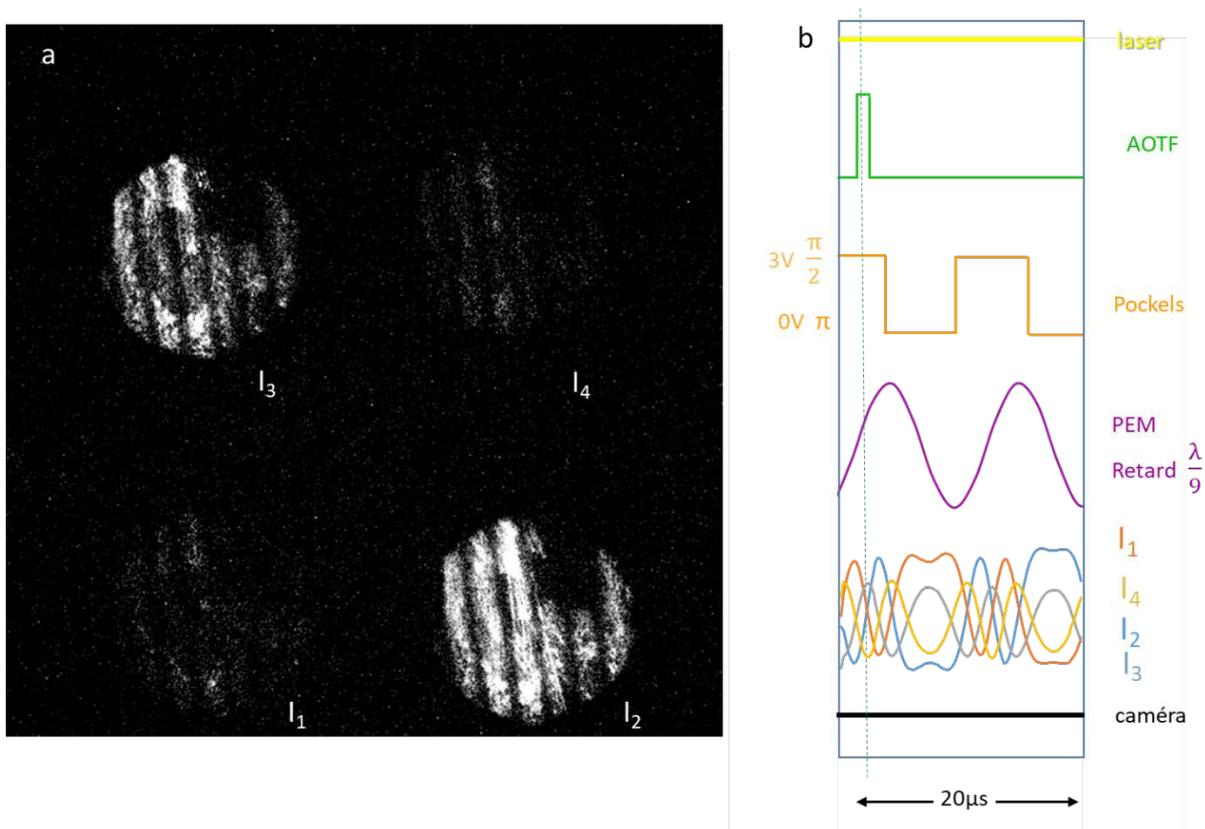 a
I3
I4
I1
I2
b
laser
AOTF
3V π/2
0V π
Pockels
PEM
Retard λ/9
I1
I4
I2
I3
caméra
20µs